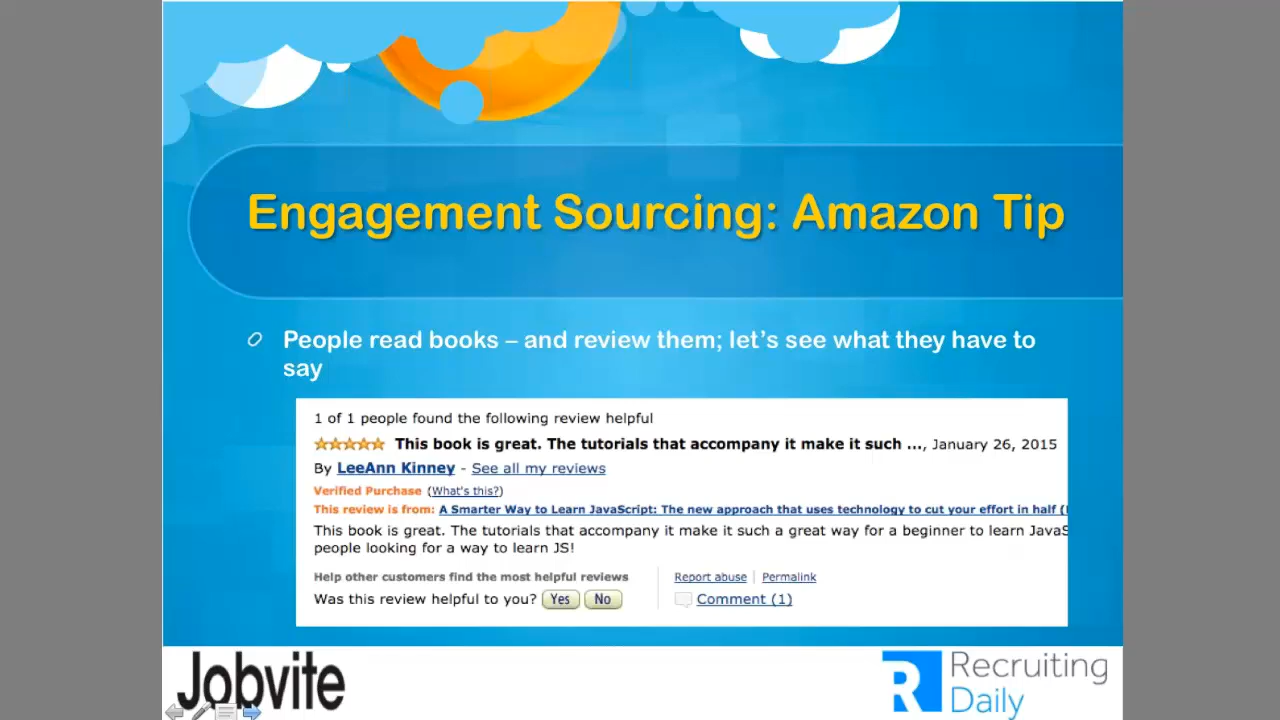 Engagement Sourcing: Amazon Tip
People read books – and review them; let's see what they have to
say
1 of 1 people found the following review helpful
This book is great. The tutorials that accompany it make it such ..., January 26, 2015
By LeeAnn Kinney - See all my reviews
Verified Purchase (What's this?)
This review is from: A Smarter Way to Learn JavaScript: The new approach that uses technology to cut your effort in half (
This book is great. The tutorials that accompany it make it such a great way for a beginner to learn JavaS
people looking for a way to learn JS!
Help other customers find the most helpful reviews
Report abuse | Permalink
Was this review helpful to you? Yes No
Comment (1)
Jobvite
R Recruiting
Daily